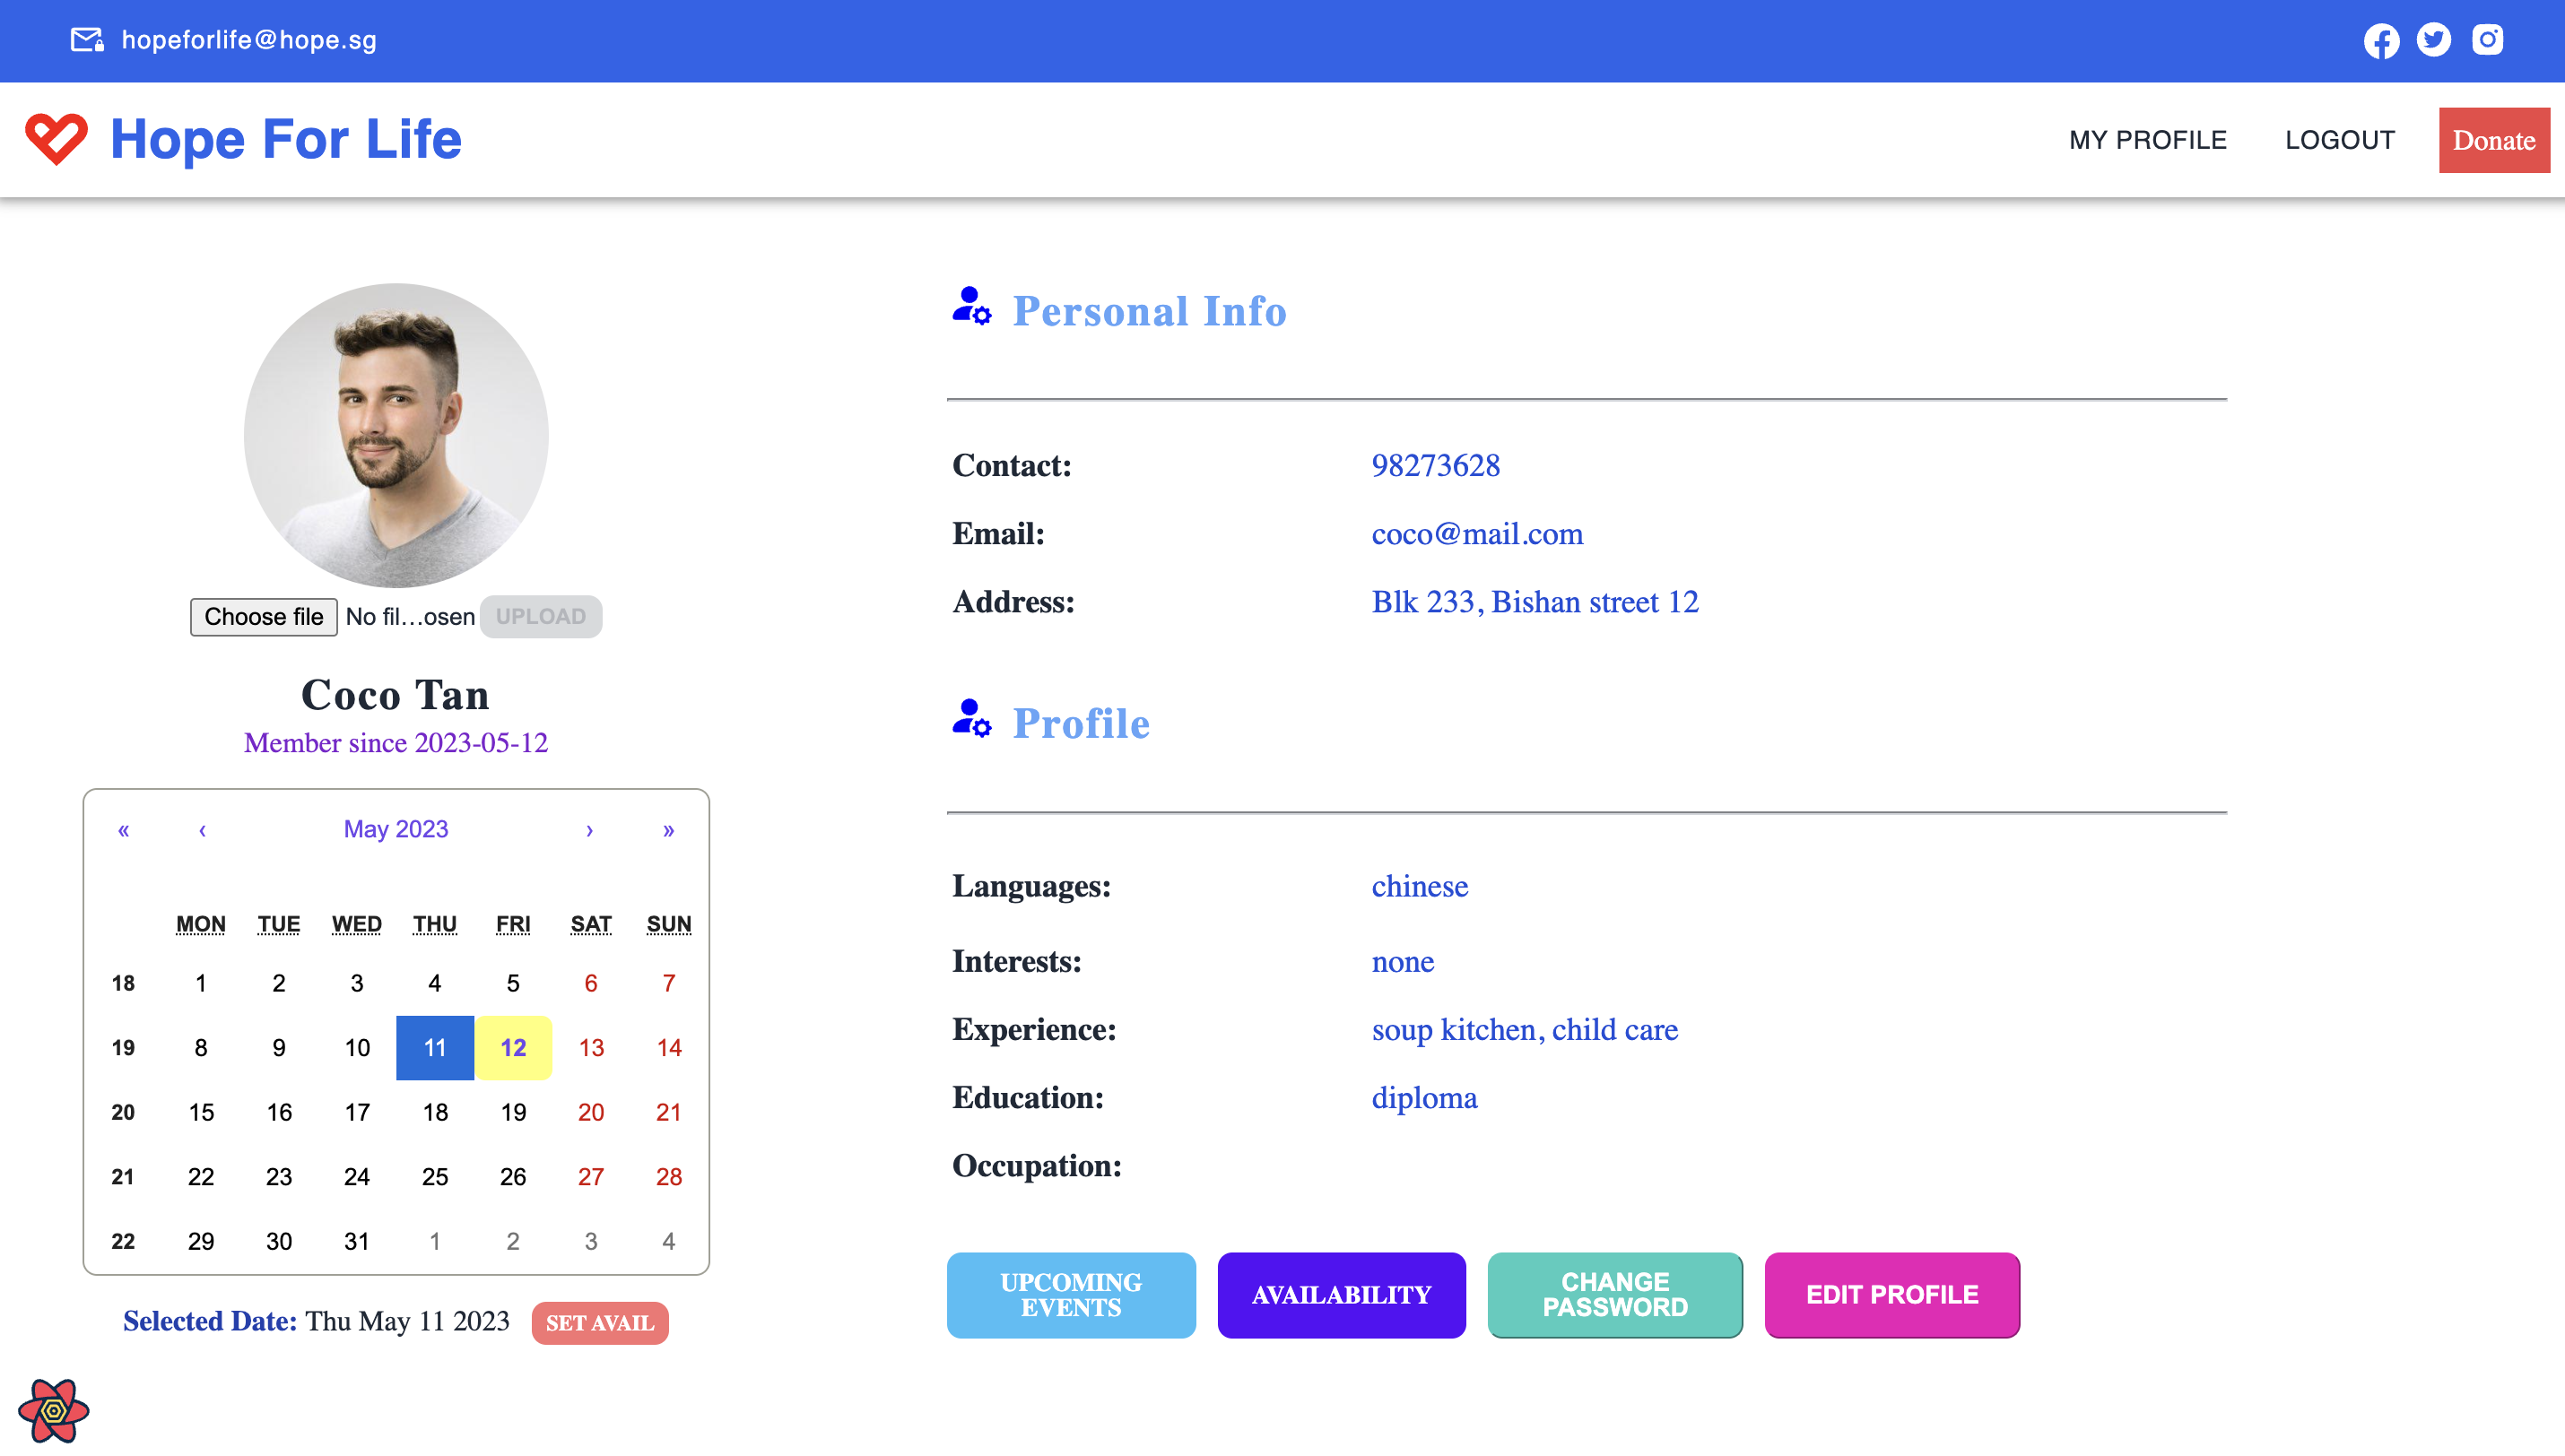 hopeforlife@hope.sg
Hope For Life
MY PROFILE LOGOUT Donate
Choose file No fil...osen UPLOAD
Coco Tan
Member since 2023-05-12
« ‹ May 2023 › »
MON TUE WED THU FRI SAT SUN
18 1 2 3 4 5 6 7
19 8 9 10 11 12 13 14
20 15 16 17 18 19 20 21
21 22 23 24 25 26 27 28
22 29 30 31 1 2 3 4
Selected Date: Thu May 11 2023 SET AVAIL
Personal Info
Contact: 98273628
Email: coco@mail.com
Address: Blk 233, Bishan street 12
Profile
Languages: chinese
Interests: none
Experience: soup kitchen, child care
Education: diploma
Occupation:
UPCOMING
EVENTS
AVAILABILITY
CHANGE
PASSWORD
EDIT PROFILE